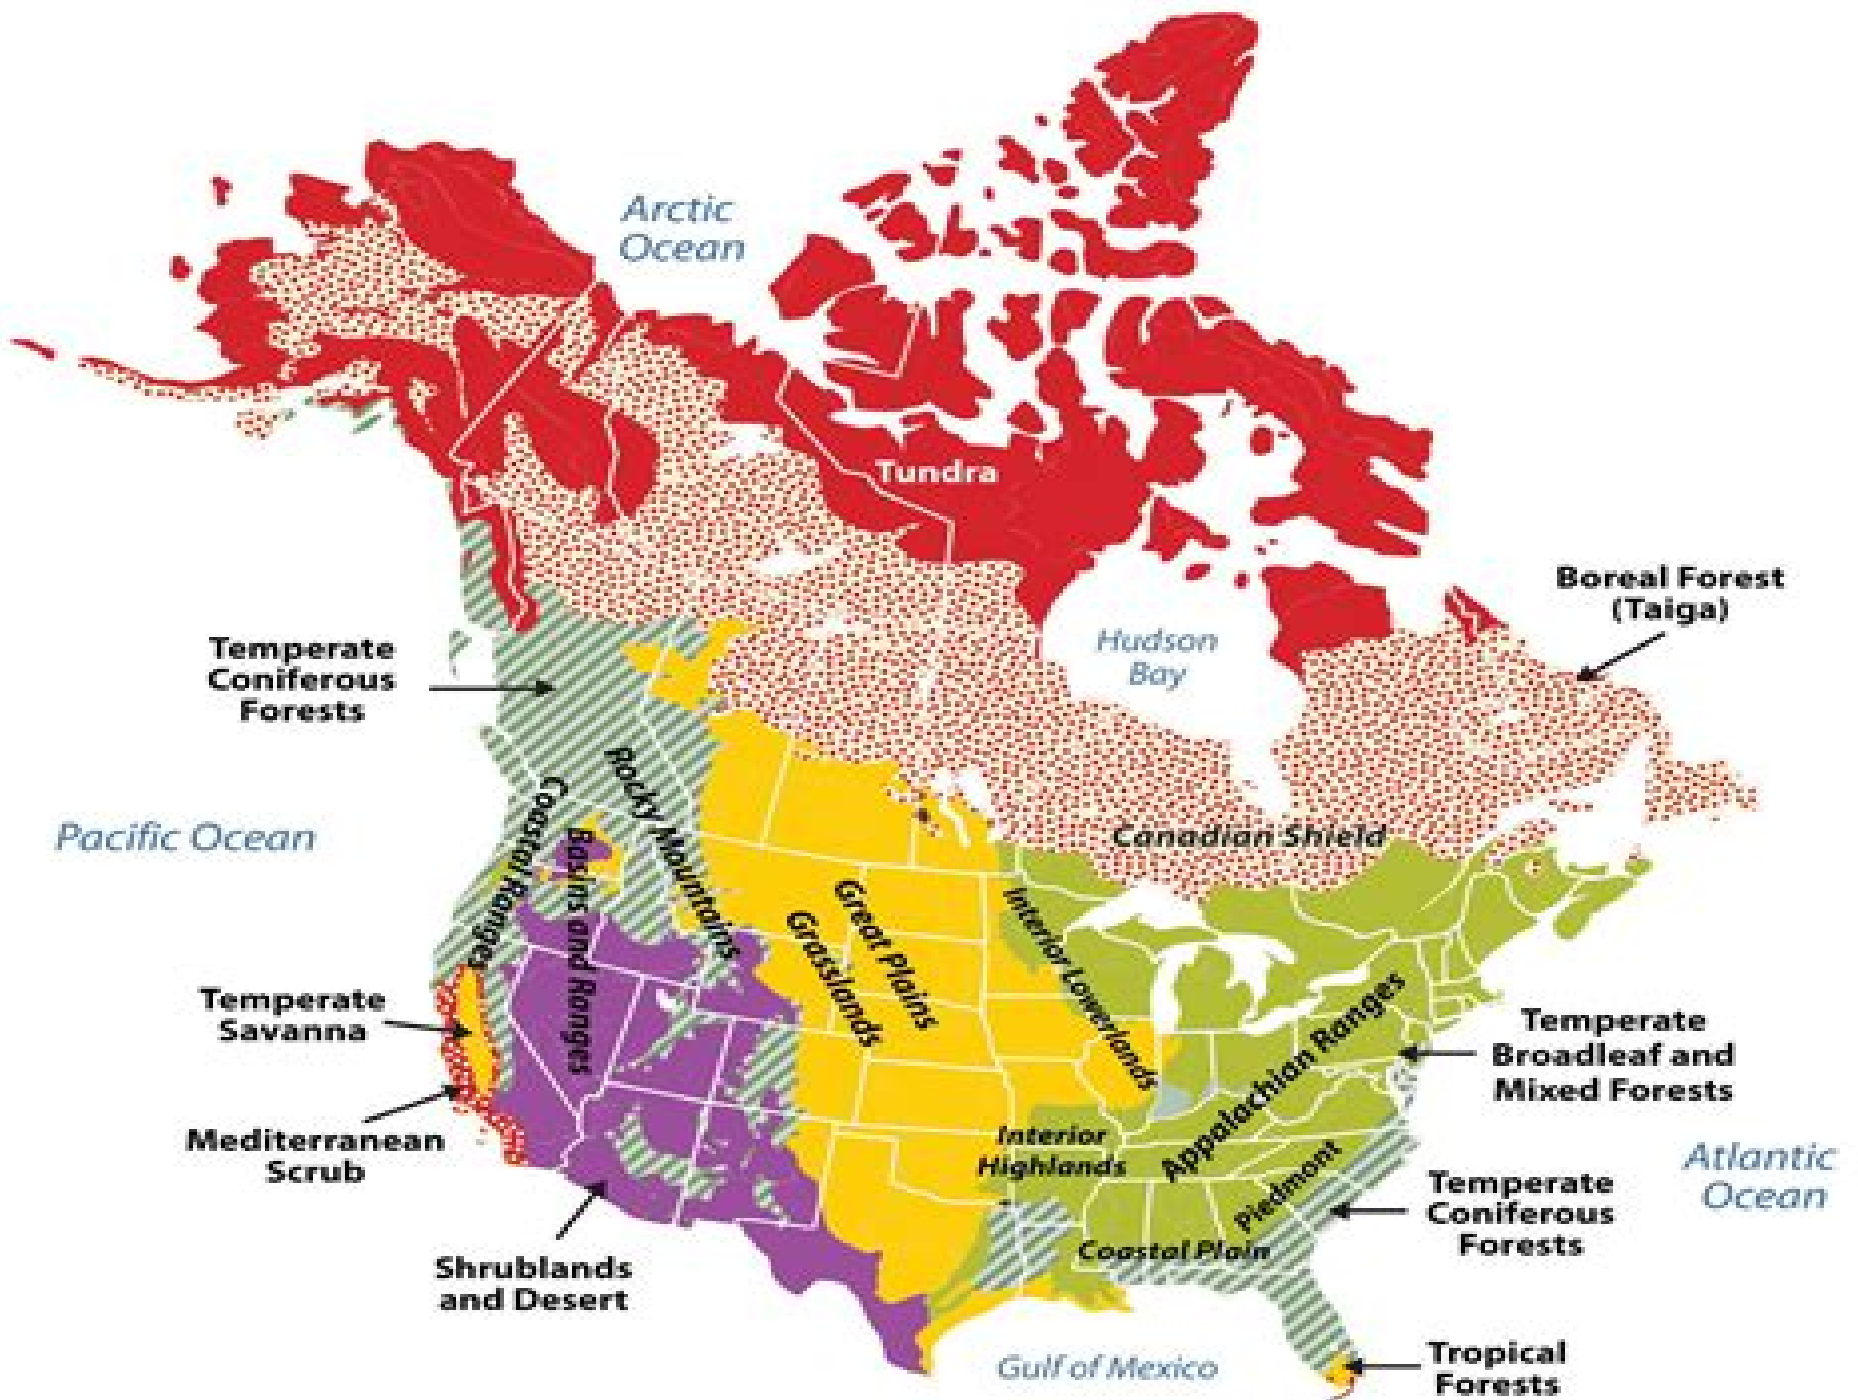 Arctic
Ocean
Tundra
Boreal Forest
(Taiga)
Hudson
Bay
Temperate
Coniferous
Forests
Rocky Mountains
Coastal Ranges
Pacific Ocean
Basins and Ranges
Canadian Shield
Great Plains
Grasslands
Interior Lowerlands
Temperate
Savanna
Appalachian Ranges
Temperate
Broadleaf and
Mixed Forests
Mediterranean
Scrub
Interior
Highlands
Piedmont
Atlantic
Ocean
Temperate
Coniferous
Forests
Coastal Plain
Shrublands
and Desert
Gulf of Mexico
Tropical
Forests